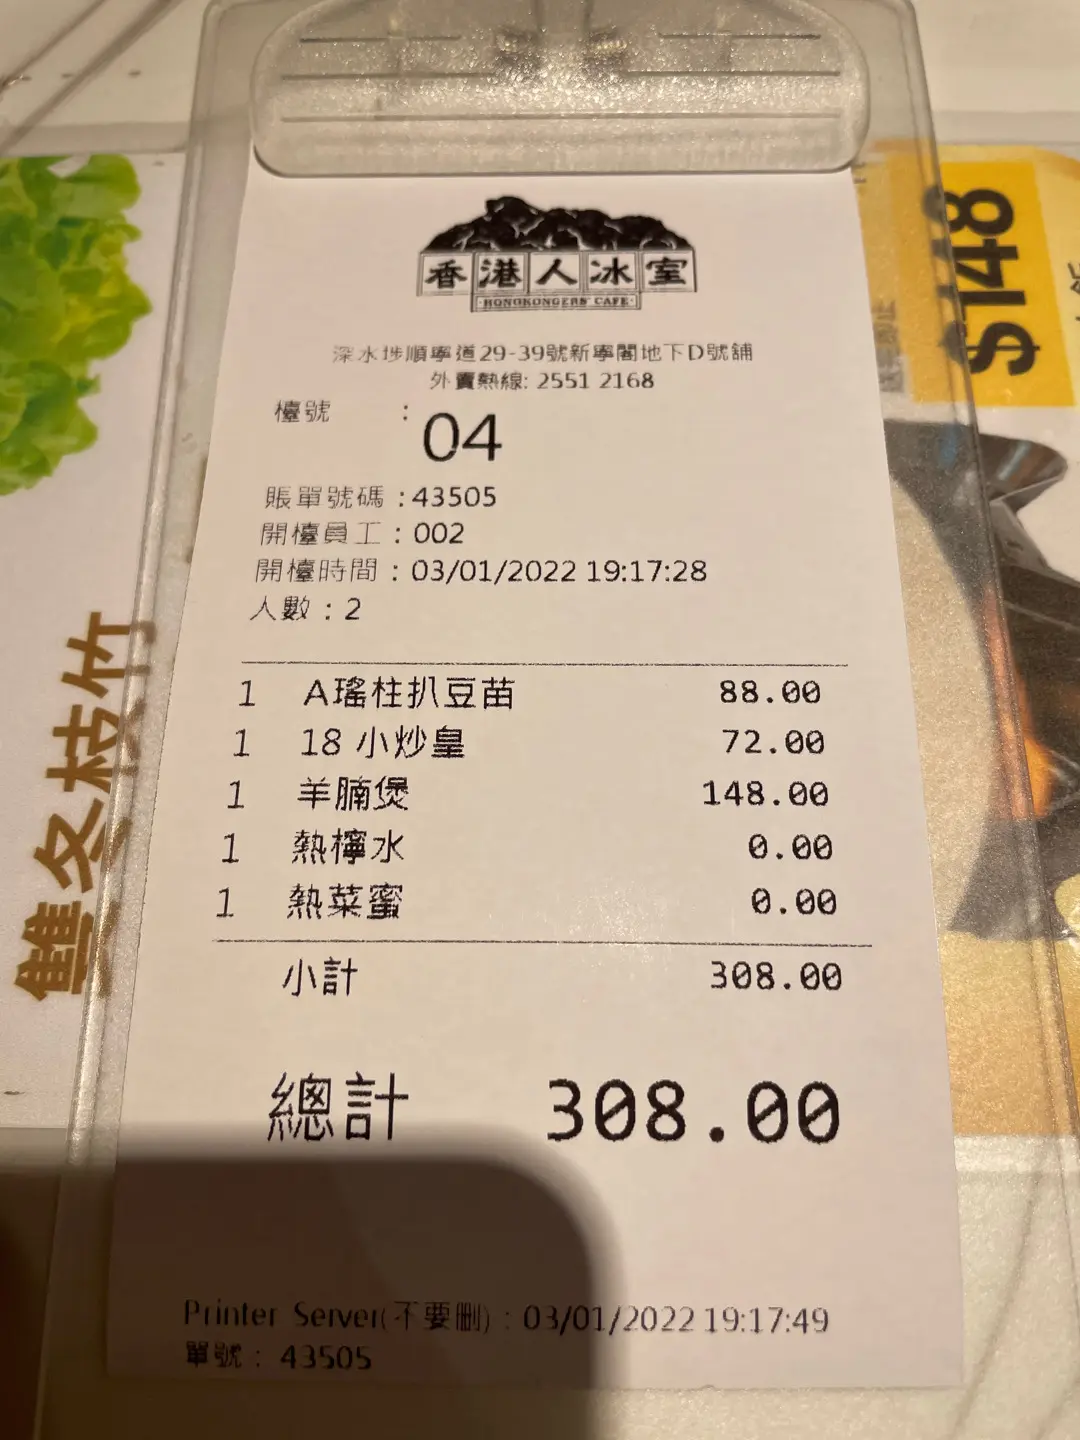 香港人冰室
HONGKONGERS' CAFE
深水埗順寧道29-39號新寧閣地下D號舖
外賣熱線: 2551 2168
檯號 : 04
賬單號碼 : 43505
開檯員工 : 002
開檯時間 : 03/01/2022 19:17:28
人數 : 2
1 A瑤柱扒豆苗 88.00
1 18 小炒皇 72.00
1 羊腩煲 148.00
1 熱檸水 0.00
1 熱菜蜜 0.00
小計 308.00
總計 308.00
Printer Server(不要刪) : 03/01/2022 19:17:49
單號 : 43505
雙冬枝竹
$148